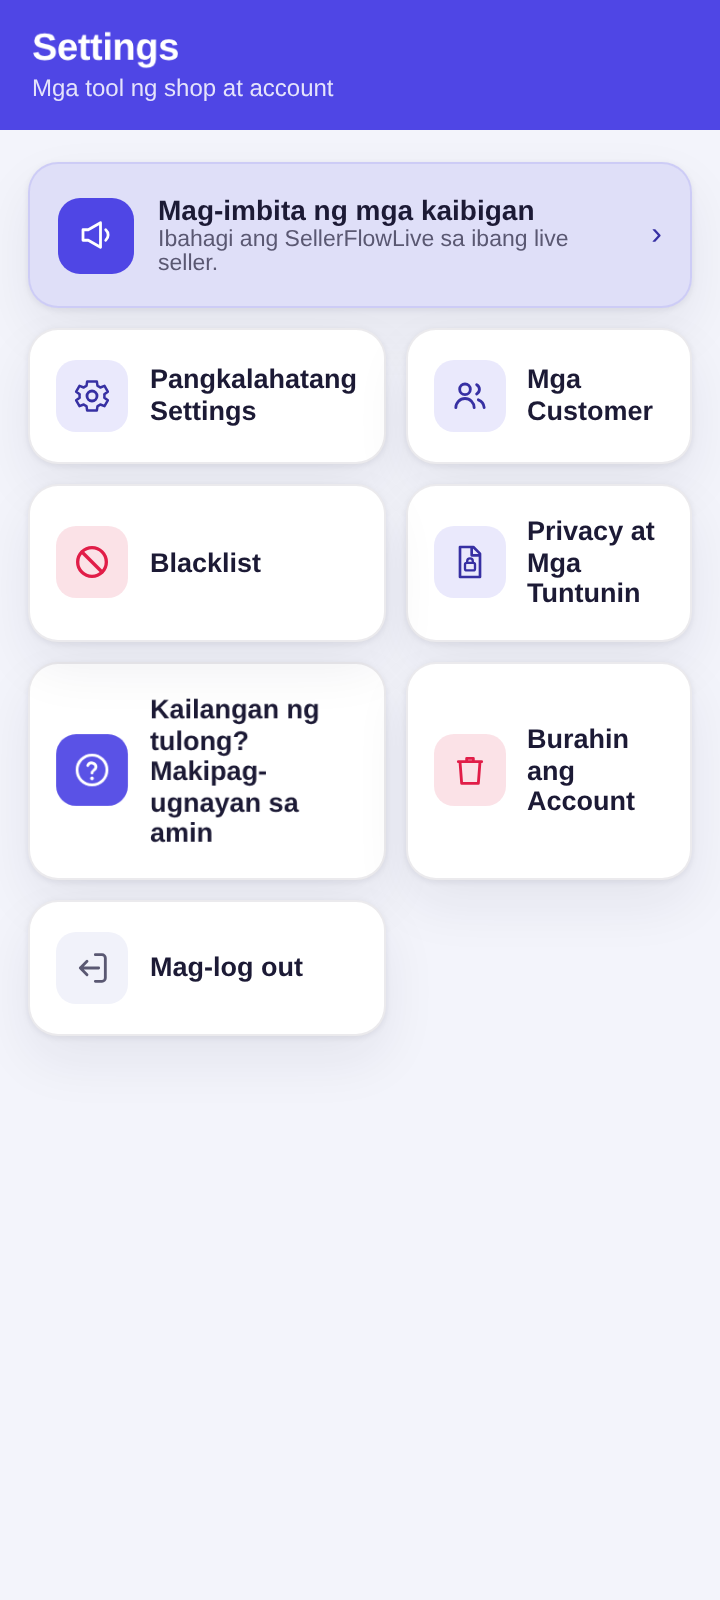 Settings
Mga tool ng shop at account
Mag-imbita ng mga kaibigan
Ibahagi ang SellerFlowLive sa ibang live
seller.
Pangkalahatang
Settings
Mga
Customer
Blacklist
Privacy at
Mga
Tuntunin
Kailangan ng
tulong?
Makipag-
ugnayan sa
amin
Burahin
ang
Account
Mag-log out